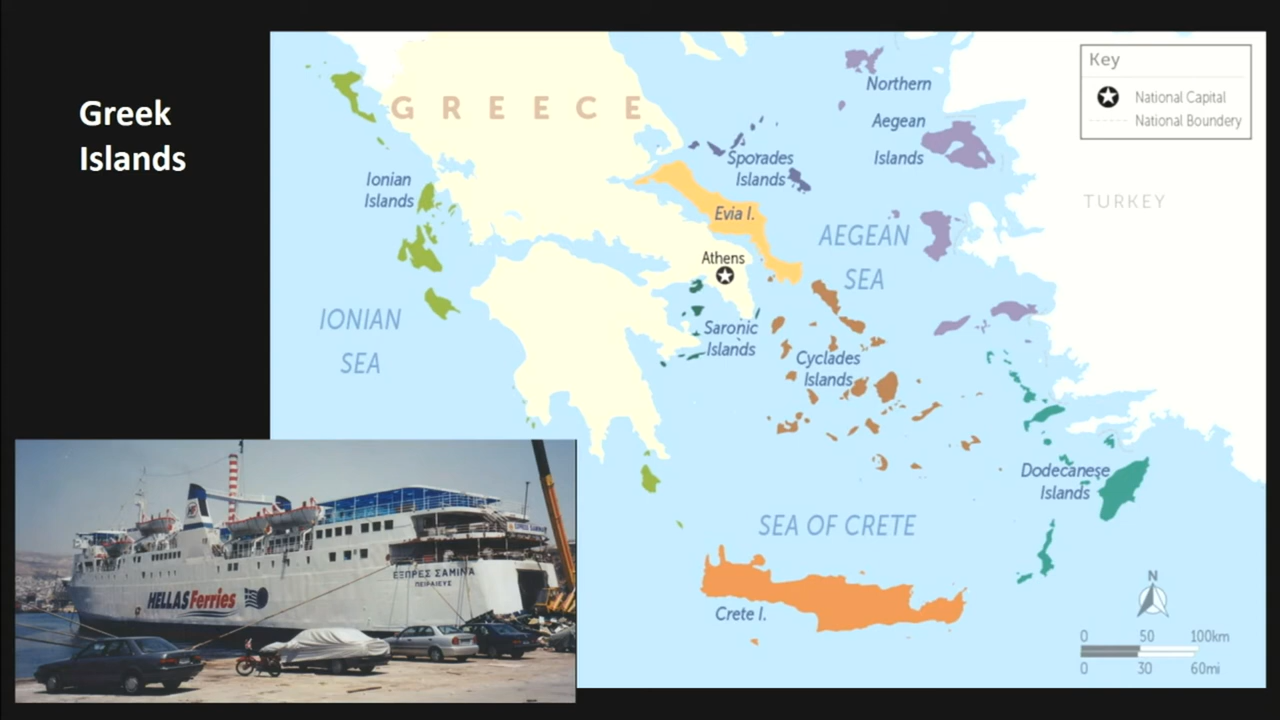 Greek
Islands
GREECE
Ionian
Islands
IONIAN
SEA
Sporades
Islands
Evia I.
Athens
Saronic
Islands
Northern
Aegean
Islands
AEGEAN
SEA
Cyclades
Islands
Key
National Capital
National Boundary
TURKEY
Dodecanese
Islands
SEA OF CRETE
Crete I.
N
0 50 100km
0 30 60mi
ΕΞΠΡΕΣ ΣΑΜΙΝΑ
ΠΕΙΡΑΙΕΥΣ
HELLAS Ferries